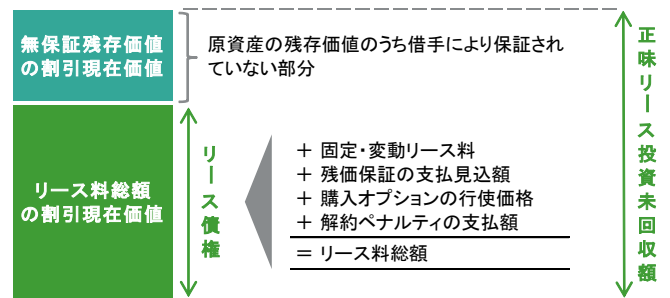 無保証残存価値
の割引現在価値
原資産の残存価値のうち借手により保証され
ていない部分
リース料総額
の割引現在価値
リース債権
＋ 固定・変動リース料
＋ 残価保証の支払見込額
＋ 購入オプションの行使価格
＋ 解約ペナルティの支払額
＝ リース料総額
正味リース投資未回収額